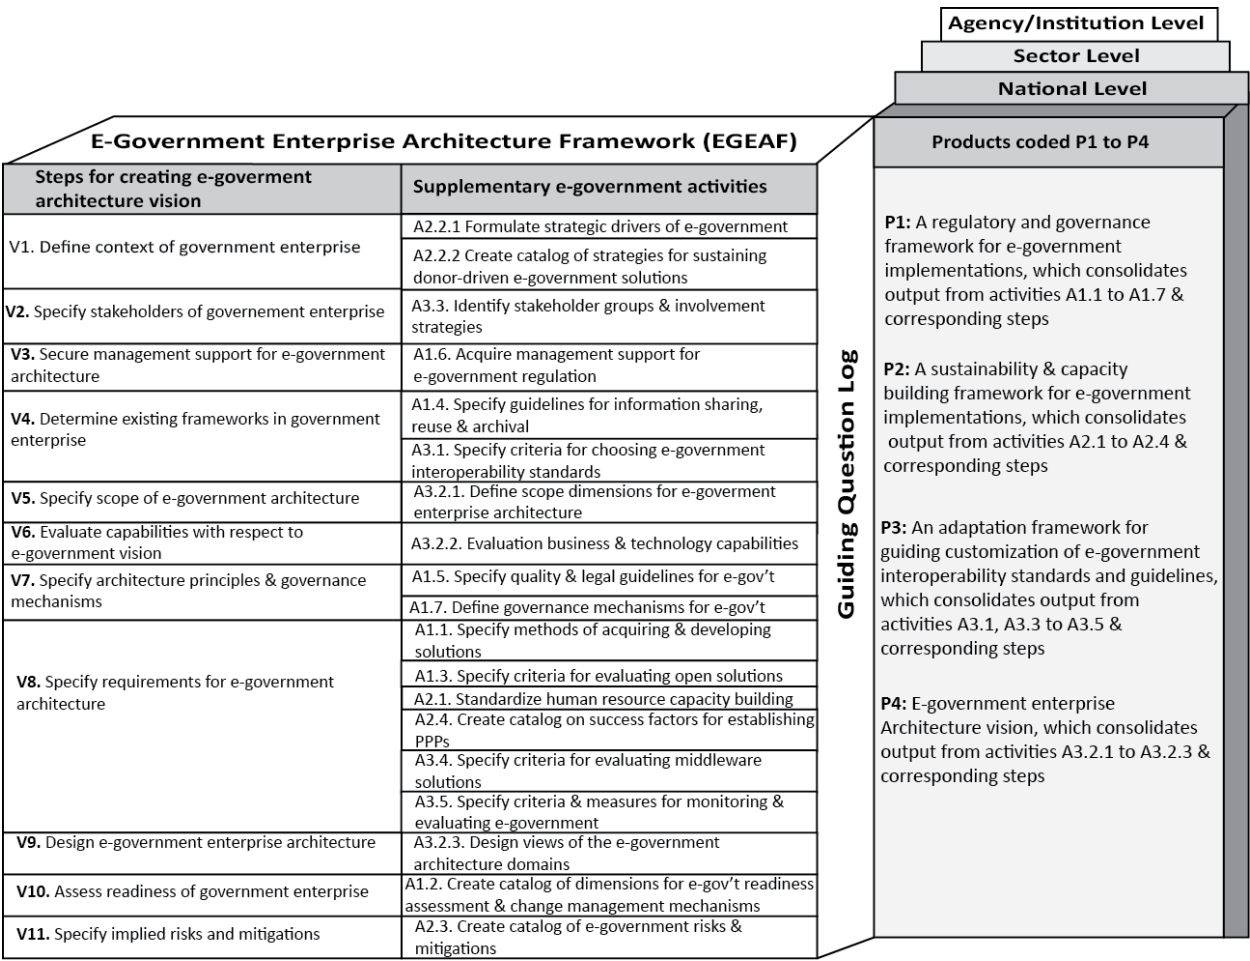 Agency/Institution Level
Sector Level
National Level
E-Government Enterprise Architecture Framework (EGEAF)
Steps for creating e-goverment
architecture vision
Supplementary e-government activities
V1. Define context of government enterprise
A2.2.1 Formulate strategic drivers of e-government
A2.2.2 Create catalog of strategies for sustaining
donor-driven e-government solutions
V2. Specify stakeholders of governement enterprise
A3.3. Identify stakeholder groups & involvement
strategies
V3. Secure management support for e-government
architecture
A1.6. Acquire management support for
e-government regulation
V4. Determine existing frameworks in government
enterprise
A1.4. Specify guidelines for information sharing,
reuse & archival
A3.1. Specify criteria for choosing e-government
interoperability standards
V5. Specify scope of e-government architecture
A3.2.1. Define scope dimensions for e-goverment
enterprise architecture
V6. Evaluate capabilities with respect to
e-government vision
A3.2.2. Evaluation business & technology capabilities
V7. Specify architecture principles & governance
mechanisms
A1.5. Specify quality & legal guidelines for e-gov't
A1.7. Define governance mechanisms for e-gov't
V8. Specify requirements for e-government
architecture
A1.1. Specify methods of acquiring & developing
solutions
A1.3. Specify criteria for evaluating open solutions
A2.1. Standardize human resource capacity building
A2.4. Create catalog on success factors for establishing
PPPs
A3.4. Specify criteria for evaluating middleware
solutions
A3.5. Specify criteria & measures for monitoring &
evaluating e-government
V9. Design e-government enterprise architecture
A3.2.3. Design views of the e-government
architecture domains
V10. Assess readiness of government enterprise
A1.2. Create catalog of dimensions for e-gov't readiness
assessment & change management mechanisms
V11. Specify implied risks and mitigations
A2.3. Create catalog of e-government risks &
mitigations
Guiding Question Log
Products coded P1 to P4
P1: A regulatory and governance
framework for e-government
implementations, which consolidates
output from activities A1.1 to A1.7 &
corresponding steps
P2: A sustainability & capacity
building framework for e-government
implementations, which consolidates
output from activities A2.1 to A2.4 &
corresponding steps
P3: An adaptation framework for
guiding customization of e-government
interoperability standards and guidelines,
which consolidates output from
activities A3.1, A3.3 to A3.5 &
corresponding steps
P4: E-government enterprise
Architecture vision, which consolidates
output from activities A3.2.1 to A3.2.3 &
corresponding steps